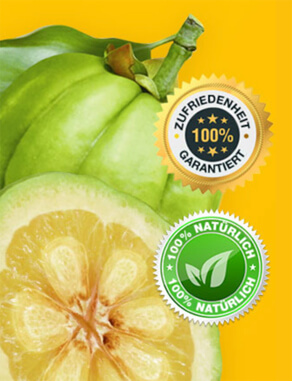 ZUFRIEDENHEIT
100%
GARANTIERT
100% NATÜRLICH
100% NATÜRLICH